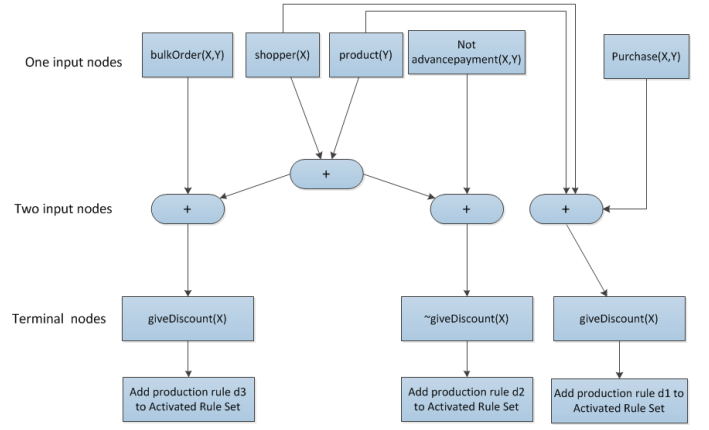 One input nodes
bulkOrder(X,Y)
shopper(X)
product(Y)
Not
advancepayment(X,Y)
Purchase(X,Y)
+
Two input nodes
+
+
+
Terminal nodes
giveDiscount(X)
~giveDiscount(X)
giveDiscount(X)
Add production rule d3
to Activated Rule Set
Add production rule d2
to Activated Rule Set
Add production rule d1 to
Activated Rule Set